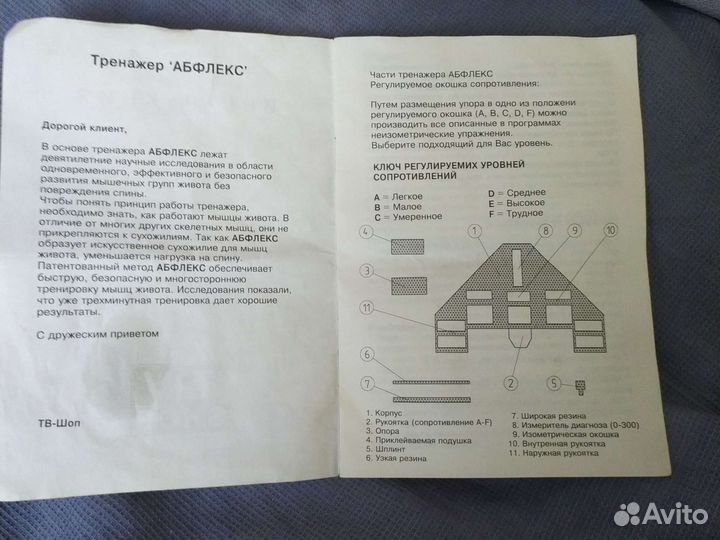 Тренажер 'АБФЛЕКС'
Дорогой клиент,
В основе тренажера АБФЛЕКС лежат
девятилетние научные исследования в области
одновременного, эффективного и безопасного
развития мышечных групп живота без
повреждения спины.
Чтобы понять принцип работы тренажера,
необходимо знать, как работают мышцы живота. В
отличие от многих других скелетных мышц, они не
прикрепляются к сухожилиям. Так как АБФЛЕКС
образует искусственное сухожилие для мышц
живота, уменьшается нагрузка на спину.
Патентованный метод АБФЛЕКС обеспечивает
быструю, безопасную и многостороннюю
тренировку мышц живота. Исследования показали,
что уже трехминутная тренировка дает хорошие
результаты.
С дружеским приветом
ТВ-Шоп
Части тренажера АБФЛЕКС
Регулируемое окошка сопротивления:
Путем размещения упора в одно из положени
регулируемого окошка (A, B, C, D, F) можно
производить все описанные в программах
неизометрические упражнения.
Выберите подходящий для Вас уровень.
КЛЮЧ РЕГУЛИРУЕМИХ УРОВНЕЙ
СОПРОТИВЛЕНИЙ
A = Легкое
B = Малое
C = Умеренное
D = Среднее
E = Высокое
F = Трудное
4
1
8
9
10
3
11
6
7
2
5
1. Корпус
2. Рукоятка (сопротивление A-F)
3. Опора
4. Приклеиваемая подушка
5. Шплинт
6. Узкая резина
7. Широкая резина
8. Измеритель диагноза (0-300)
9. Изометрическая окошка
10. Внутренная рукоятка
11. Наружная рукоятка
Avito